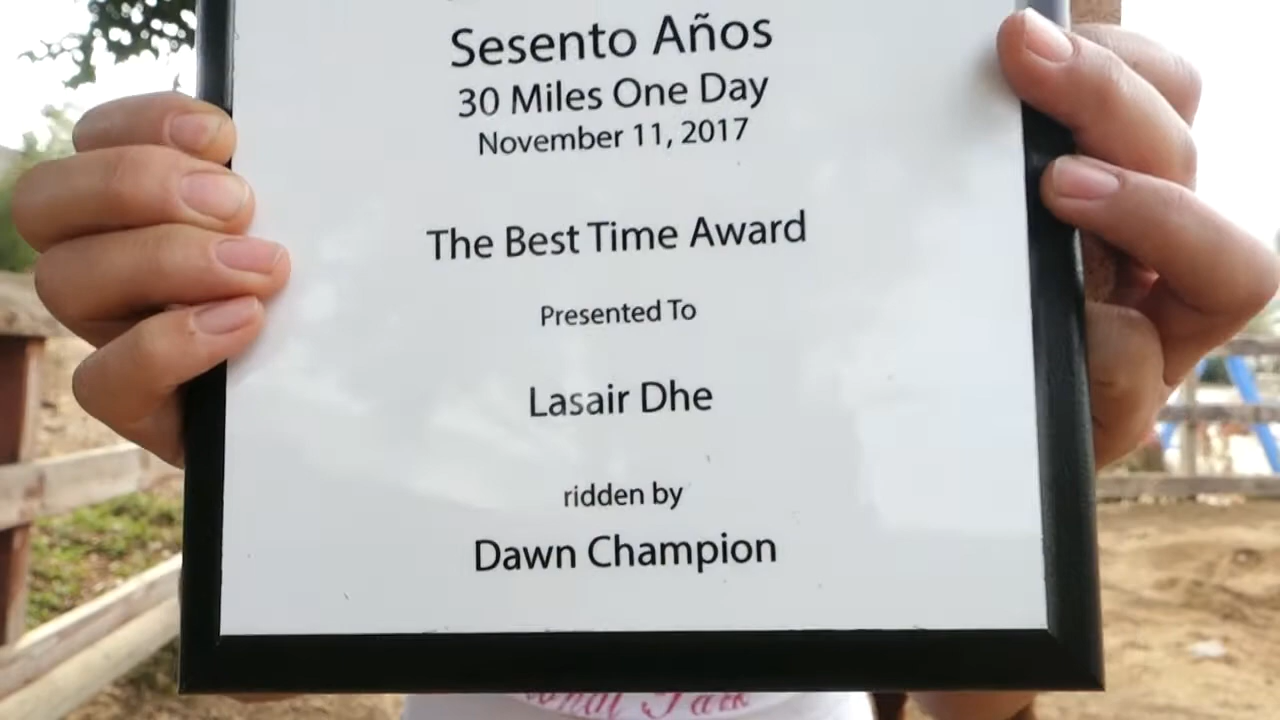 Sesento Años
30 Miles One Day
November 11, 2017
The Best Time Award
Presented To
Lasair Dhe
ridden by
Dawn Champion